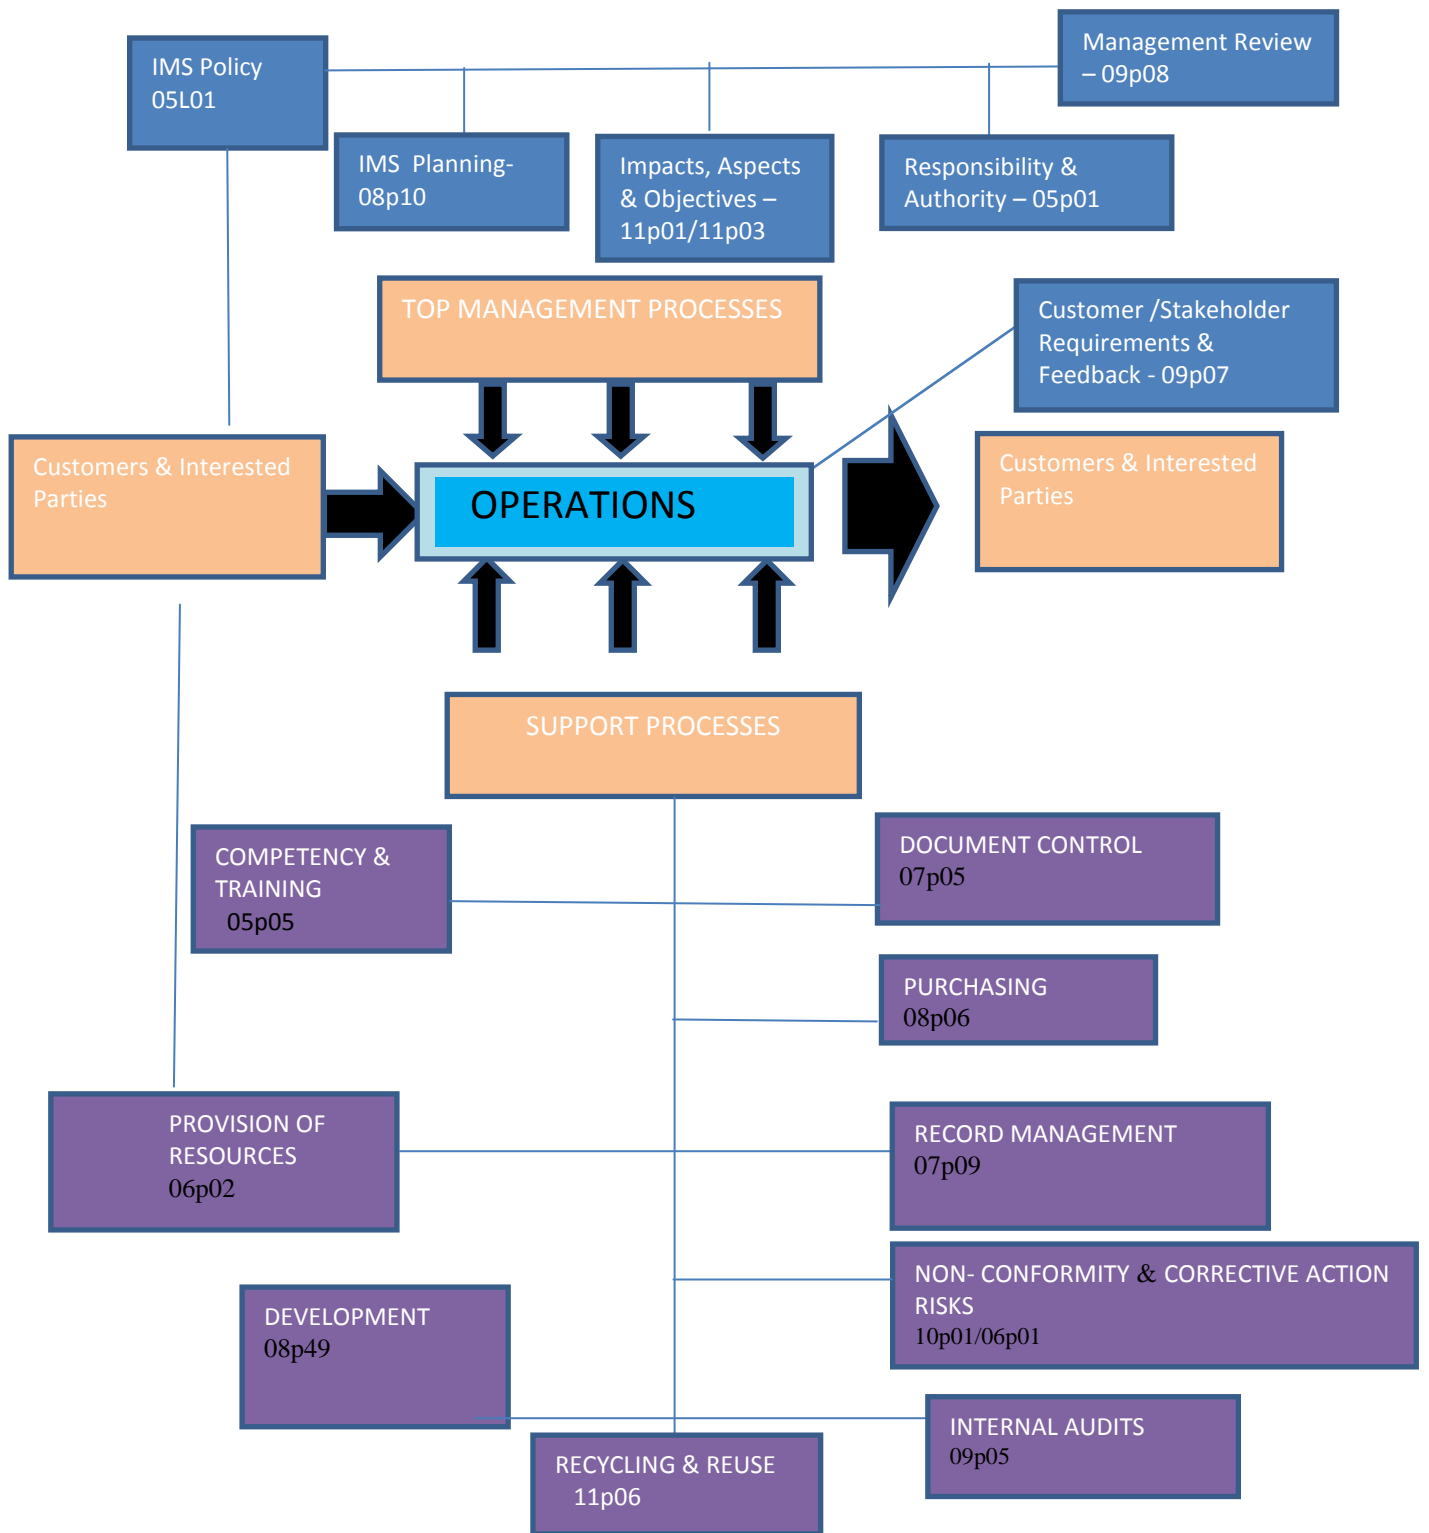 IMS Policy
05L01
Management Review
– 09p08
IMS  Planning-
08p10
Impacts, Aspects
& Objectives –
11p01/11p03
Responsibility &
Authority – 05p01
TOP MANAGEMENT PROCESSES
Customer /Stakeholder
Requirements &
Feedback - 09p07
Customers & Interested
Parties
OPERATIONS
Customers & Interested
Parties
SUPPORT PROCESSES
COMPETENCY &
TRAINING
05p05
DOCUMENT CONTROL
07p05
PURCHASING
08p06
PROVISION OF
RESOURCES
06p02
RECORD MANAGEMENT
07p09
NON- CONFORMITY & CORRECTIVE ACTION
RISKS
10p01/06p01
DEVELOPMENT
08p49
INTERNAL AUDITS
09p05
RECYCLING & REUSE
11p06